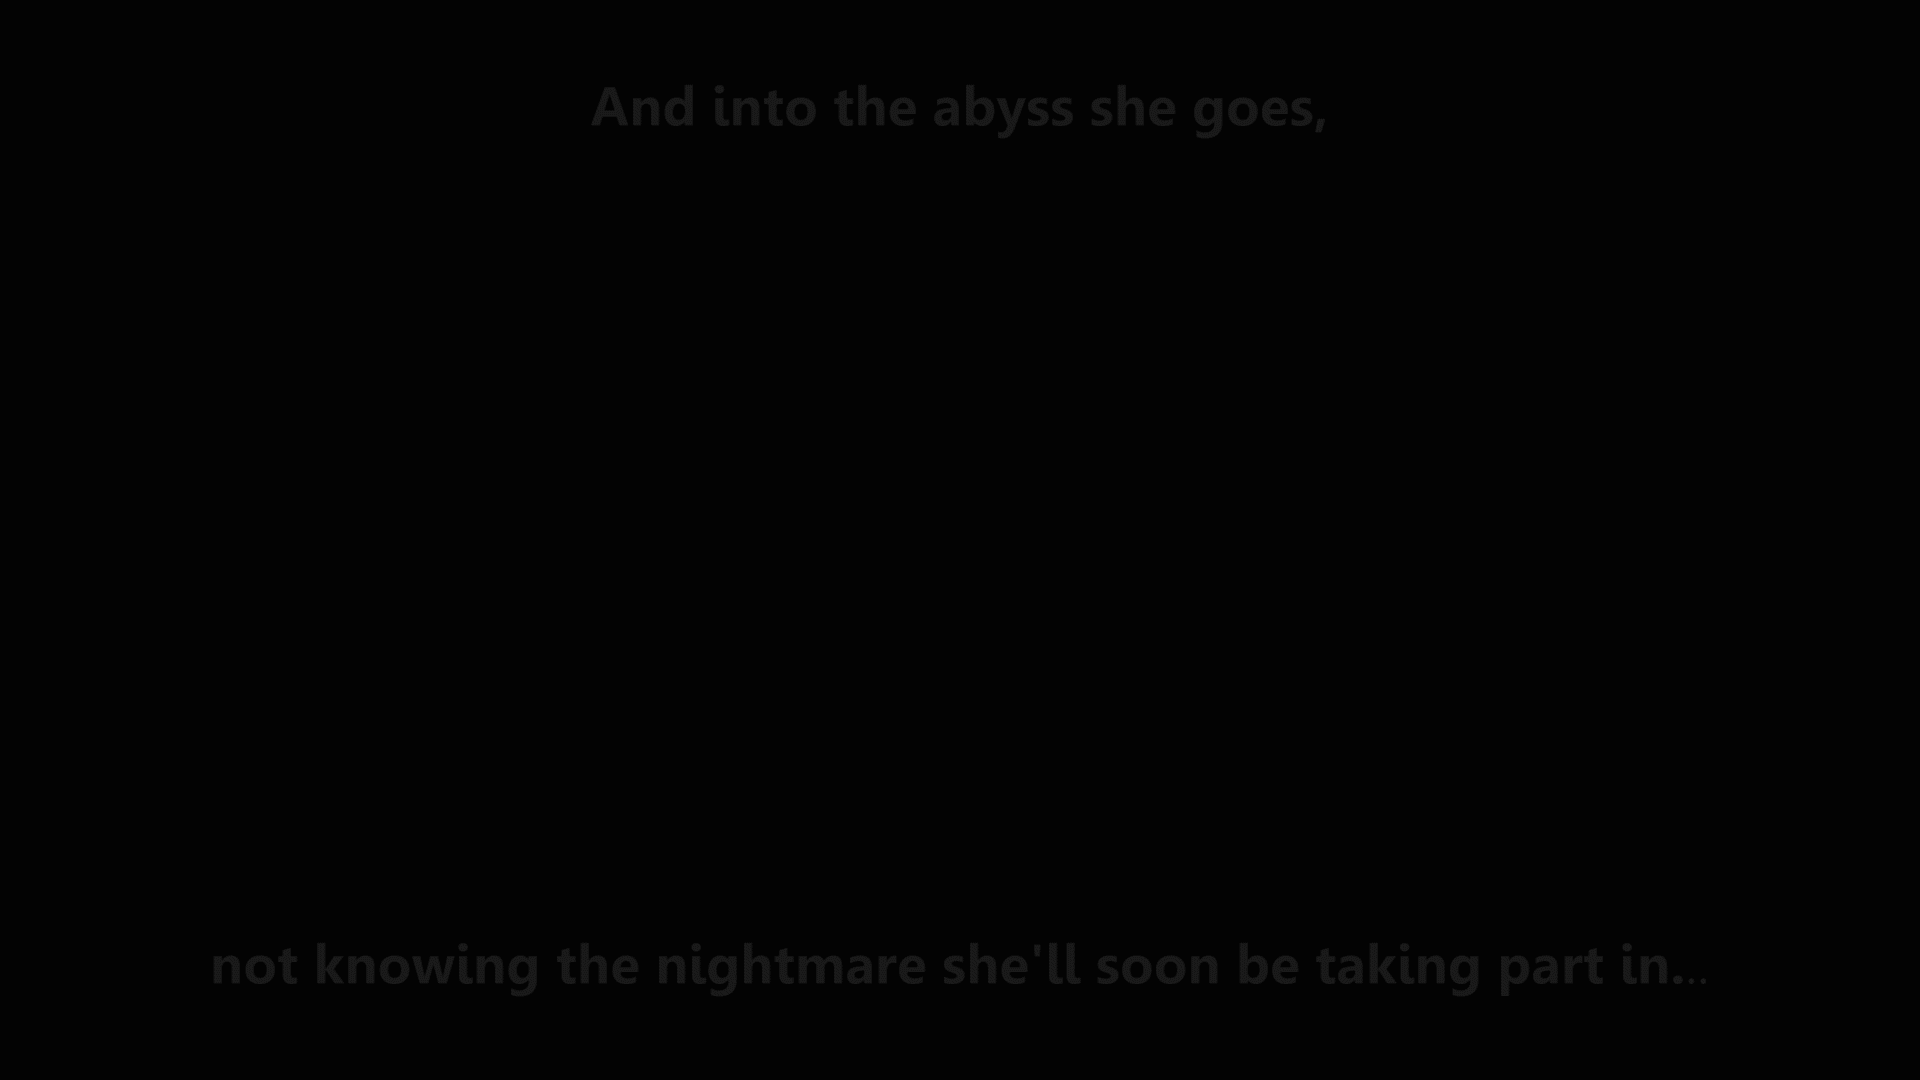 And into the abyss she goes,
not knowing the nightmare she'll soon be taking part in...